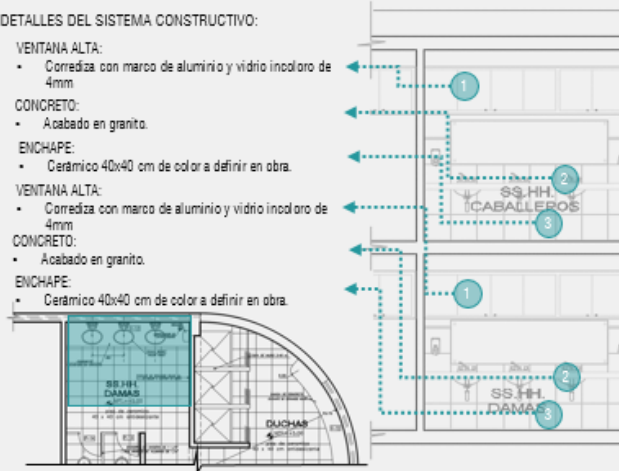 DETALLES DEL SISTEMA CONSTRUCTIVO:
VENTANA ALTA:
- Corrediza con marco de aluminio y vidrio incoloro de
4mm
CONCRETO:
- Acabado en granito.
ENCHAPE:
- Cerámico 40x40 cm de color a definir en obra.
VENTANA ALTA:
- Corrediza con marco de aluminio y vidrio incoloro de
4mm
CONCRETO:
- Acabado en granito.
ENCHAPE:
- Cerámico 40x40 cm de color a definir en obra.
1
2
SS.HH.
CABALLEROS
3
1
2
SS.HH.
DAMAS
3
SS.HH.
DAMAS
DUCHAS